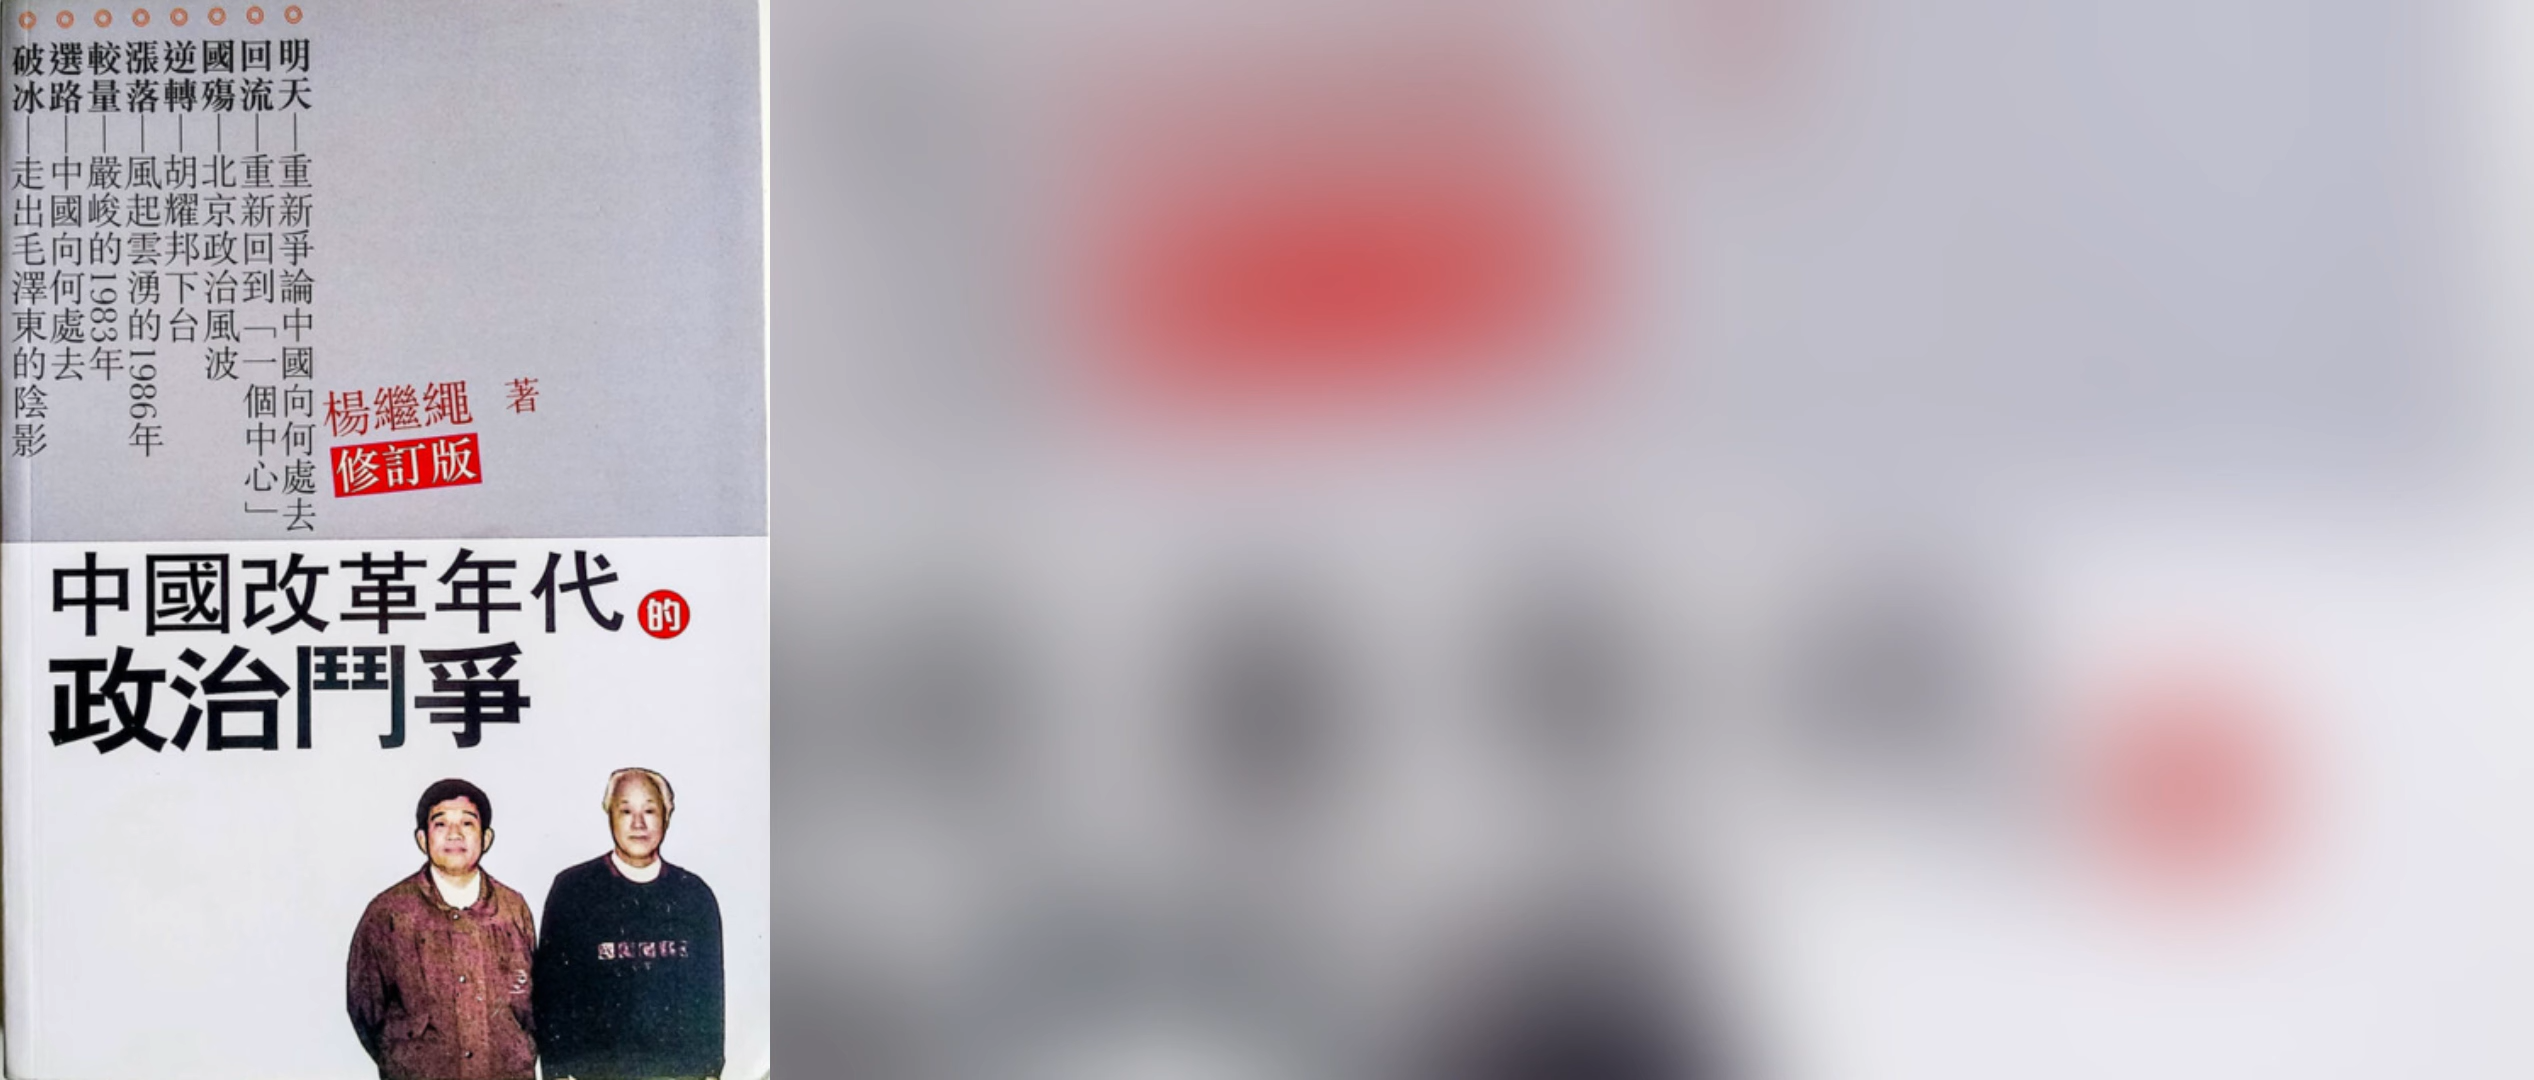 明天—重新爭論中國向何處去
回流—重新回到「一個中心」
國殤—北京政治風波
逆轉—胡耀邦下台
漲落—風起雲湧的1986年
較量—嚴峻的1983年
選路—中國向何處去
破冰—走出毛澤東的陰影
楊繼繩 著
修訂版
中國改革年代的
政治鬥爭